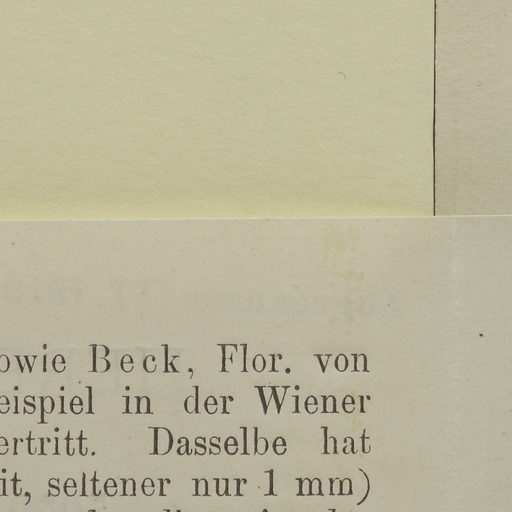 owie Beck, Flor. von
eispiel in der Wiener
ertritt. Dasselbe hat
it, seltener nur 1 mm)